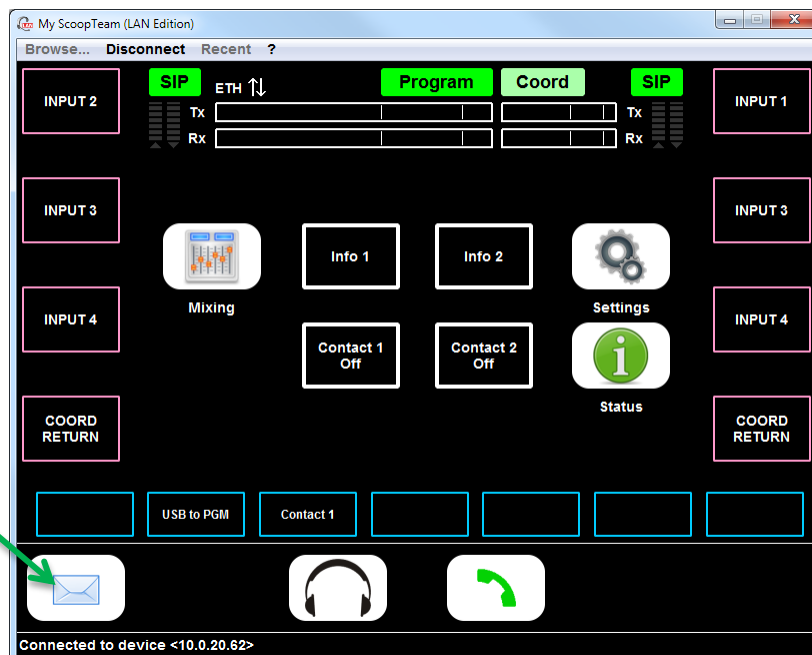 My ScoopTeam (LAN Edition)
Browse... Disconnect Recent ?
INPUT 2
SIP
ETH
Program
Coord
SIP
INPUT 1
Tx
Tx
Rx
Rx
INPUT 3
INPUT 3
Info 1
Info 2
Mixing
Settings
INPUT 4
INPUT 4
Contact 1
Off
Contact 2
Off
Status
COORD
RETURN
COORD
RETURN
USB to PGM
Contact 1
Connected to device <10.0.20.62>